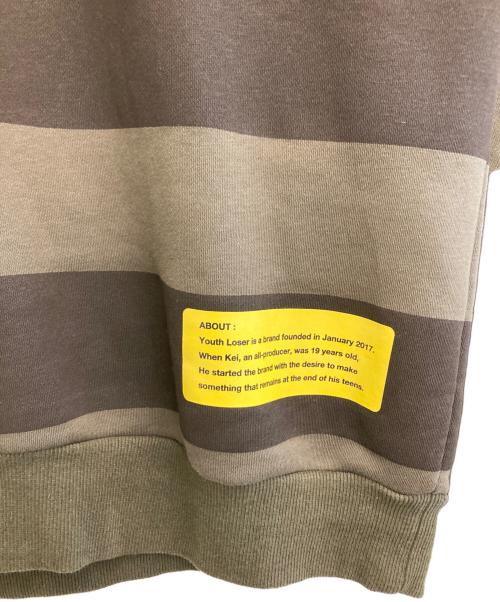 ABOUT :
Youth Loser is a brand founded in January 2017.
When Kei, an all-producer, was 19 years old,
He started the brand with the desire to make
something that remains at the end of his teens.